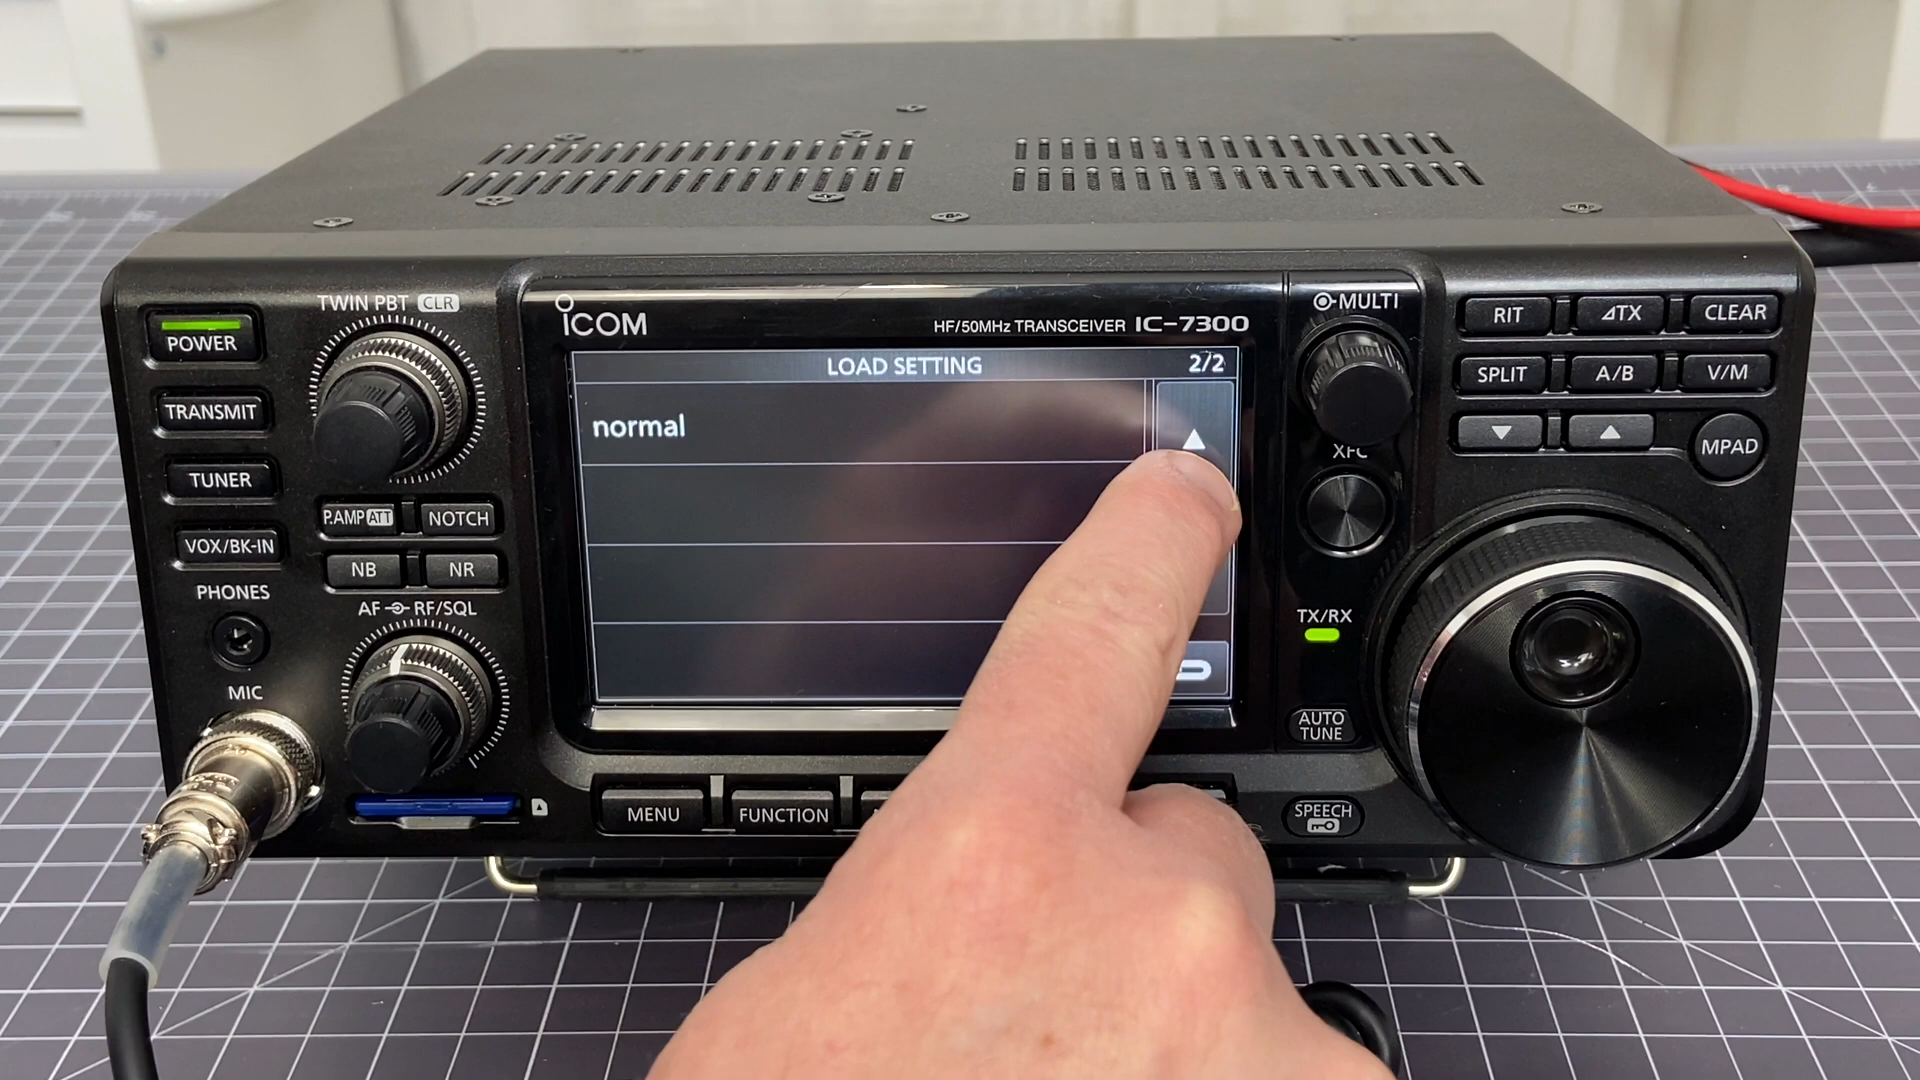 TWIN PBT CLR
POWER
TRANSMIT
TUNER
VOX/BK-IN
PHONES
MIC
P.AMP ATT
NOTCH
NB
NR
AF RF/SQL
ICOM
HF/50MHz TRANSCEIVER IC-7300
LOAD SETTING 2/2
normal
MENU
FUNCTION
MULTI
XFC
TX/RX
AUTO
TUNE
SPEECH
RIT
⊿TX
CLEAR
SPLIT
A/B
V/M
MPAD